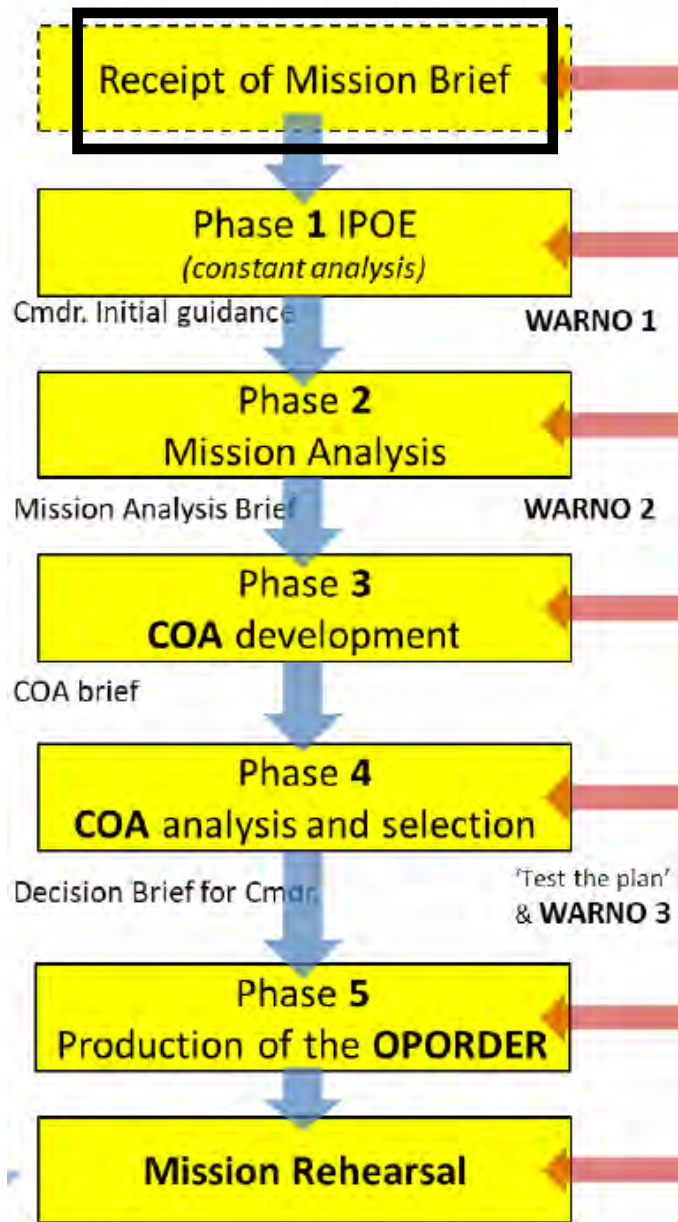 Receipt of Mission Brief
Phase 1 IPOE
(constant analysis)
Cmdr. Initial guidance
WARNO 1
Phase 2
Mission Analysis
Mission Analysis Brief
WARNO 2
Phase 3
COA development
COA brief
Phase 4
COA analysis and selection
Decision Brief for Cmdr.
'Test the plan'
& WARNO 3
Phase 5
Production of the OPORDER
Mission Rehearsal